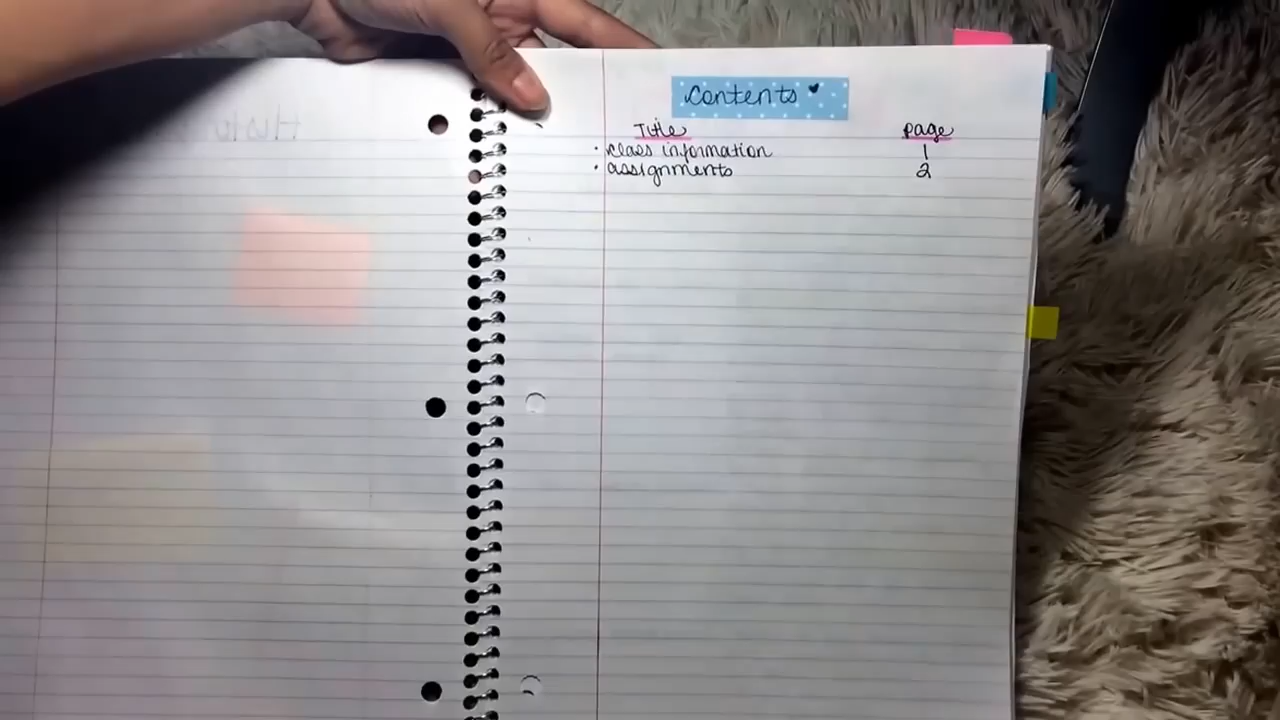 Contents
Title page
class information 1
assignments 2